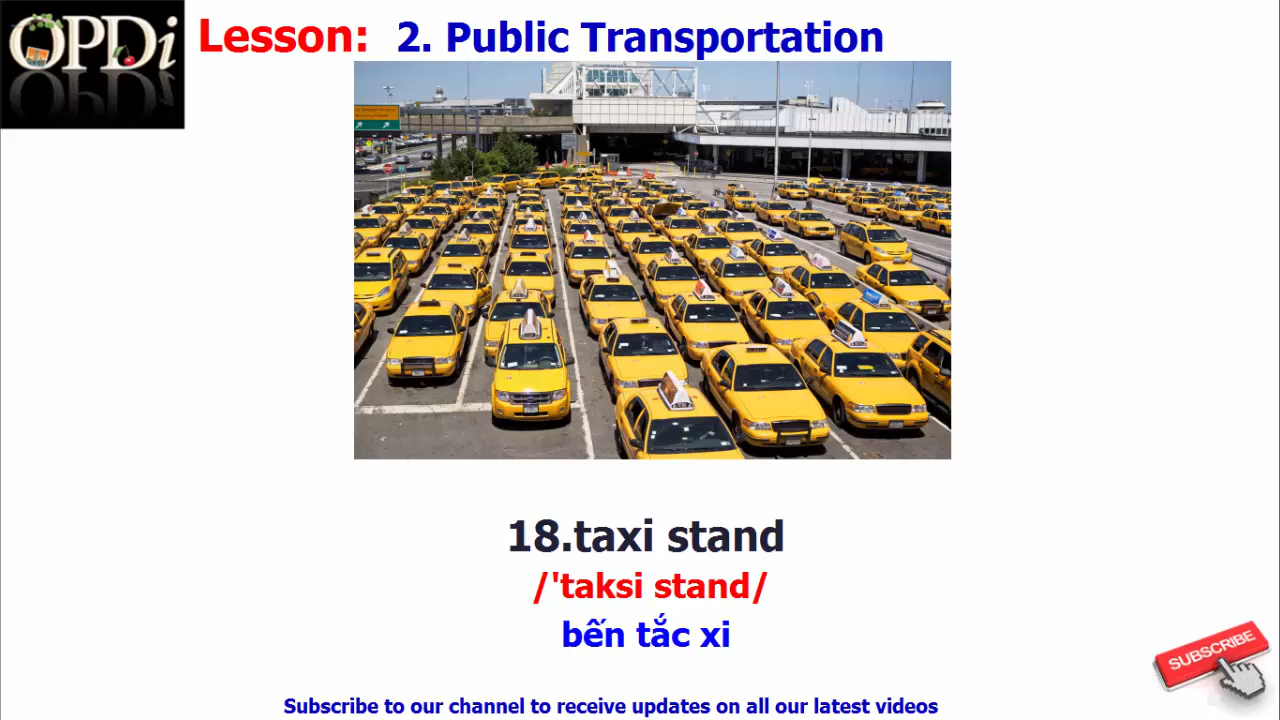 OPDi
Lesson: 2. Public Transportation
18.taxi stand
/'taksi stand/
bến tắc xi
SUBSCRIBE
Subscribe to our channel to receive updates on all our latest videos